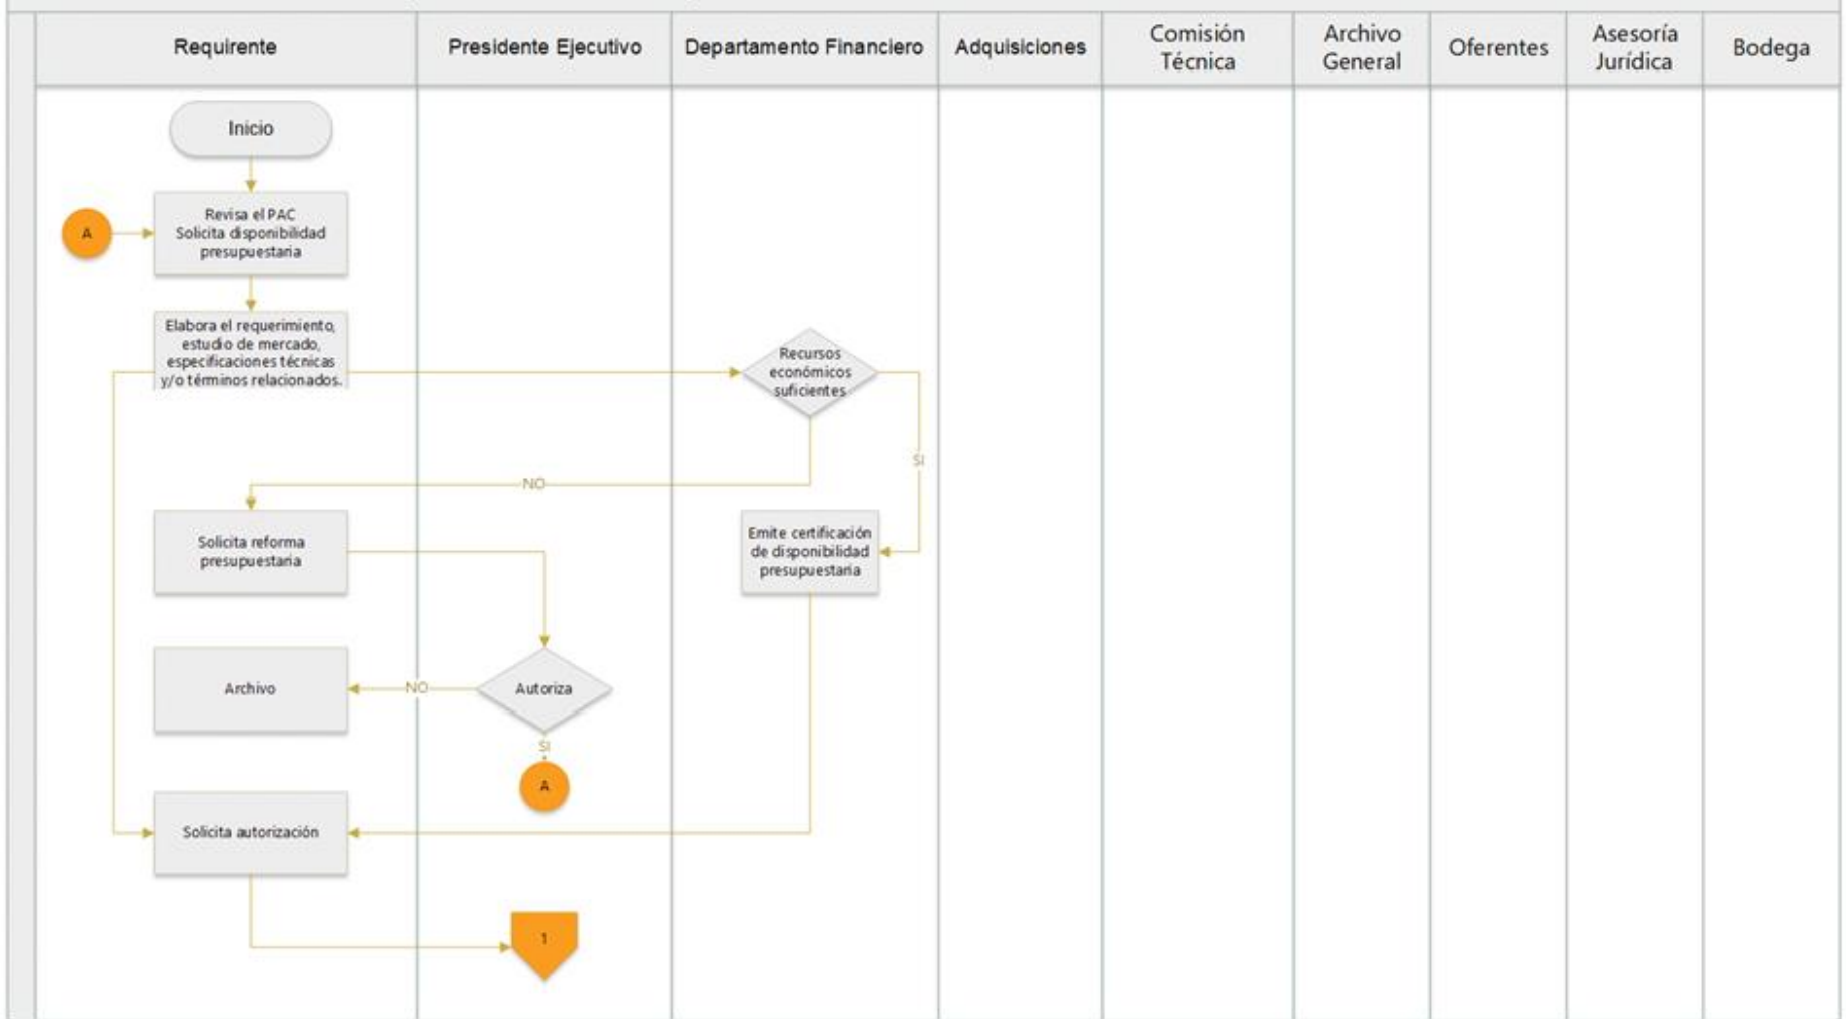 Requirente
Presidente Ejecutivo
Departamento Financiero
Adquisiciones
Comisión
Técnica
Archivo
General
Oferentes
Asesoría
Jurídica
Bodega
Inicio
A
Revisa el PAC
Solicita disponibilidad
presupuestaria
Elabora el requerimiento,
estudio de mercado,
especificaciones técnicas
y/o términos relacionados.
Recursos
económicos
suficientes
SI
NO
Solicita reforma
presupuestaria
Emite certificación
de disponibilidad
presupuestaria
Archivo
NO
Autoriza
SI
A
Solicita autorización
1